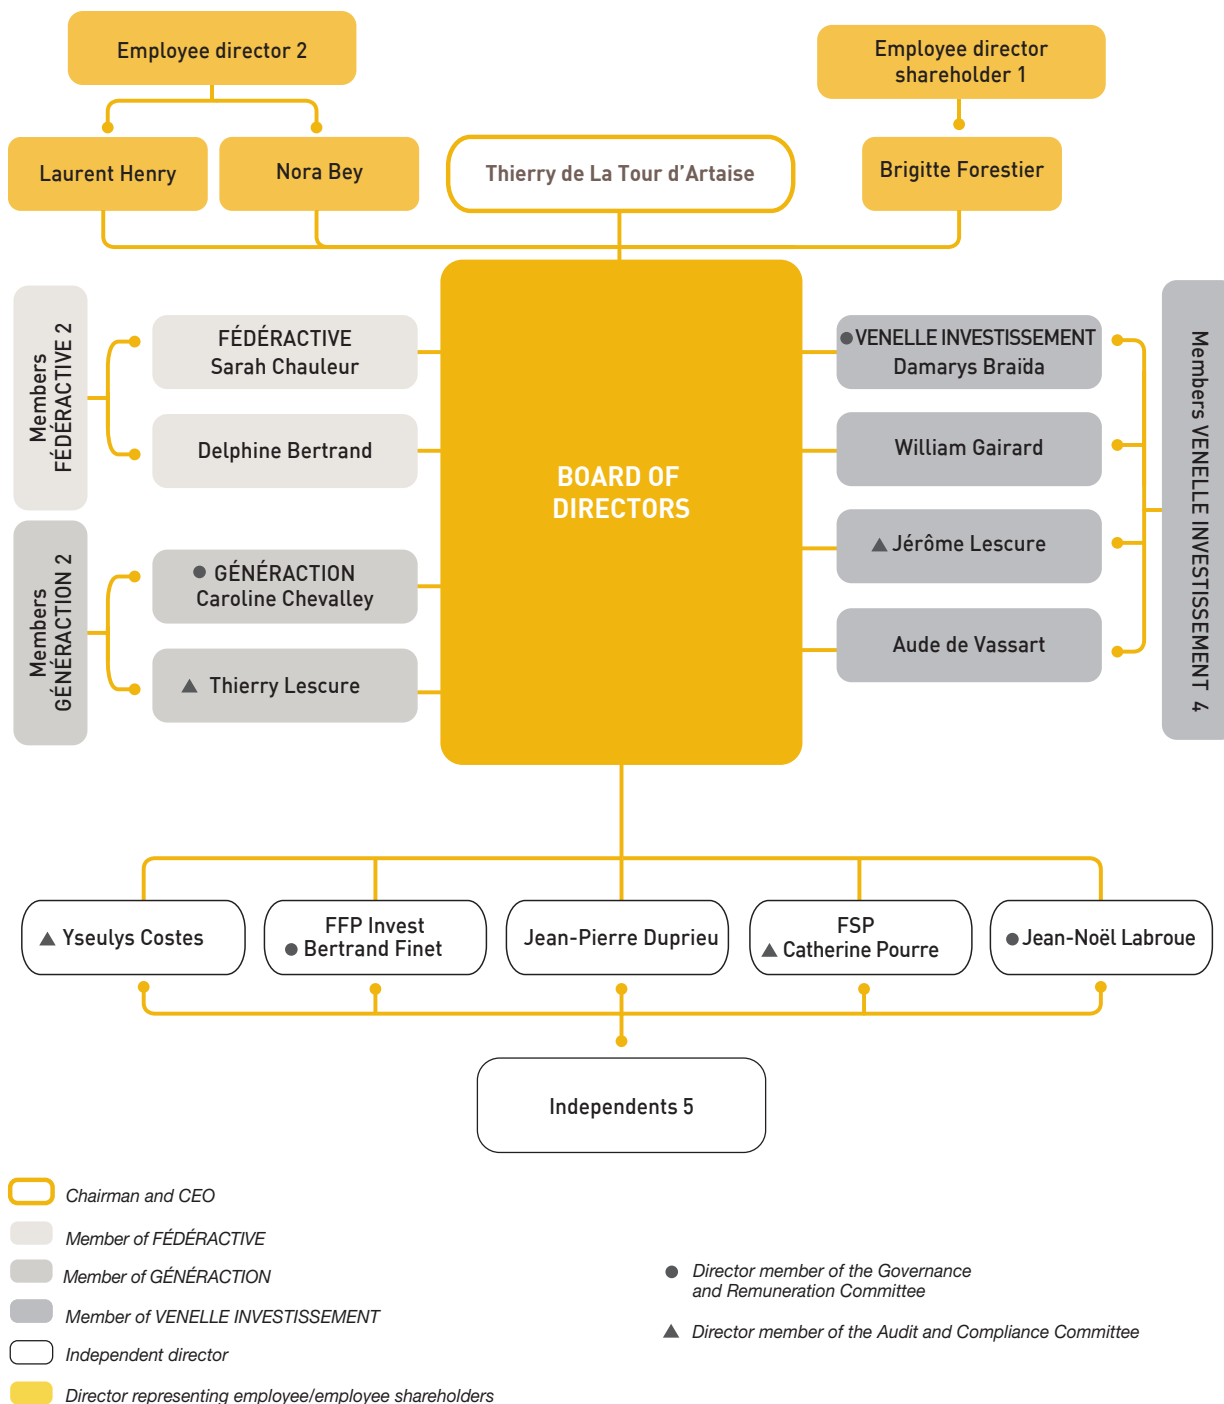 Employee director 2
Employee director
shareholder 1
Laurent Henry
Nora Bey
Thierry de La Tour d’Artaise
Brigitte Forestier
Members
FÉDÉRACTIVE 2
FÉDÉRACTIVE
Sarah Chauleur
Delphine Bertrand
Members
GÉNÉRACTION 2
GÉNÉRACTION
Caroline Chevalley
Thierry Lescure
BOARD OF
DIRECTORS
VENELLE INVESTISSEMENT
Damarys Braïda
William Gairard
Jérôme Lescure
Aude de Vassart
Members VENELLE INVESTISSEMENT 4
Yseulys Costes
FFP Invest
Bertrand Finet
Jean-Pierre Duprieu
FSP
Catherine Pourre
Jean-Noël Labroue
Independents 5
Chairman and CEO
Member of FÉDÉRACTIVE
Member of GÉNÉRACTION
Member of VENELLE INVESTISSEMENT
Independent director
Director representing employee/employee shareholders
Director member of the Governance
and Remuneration Committee
Director member of the Audit and Compliance Committee